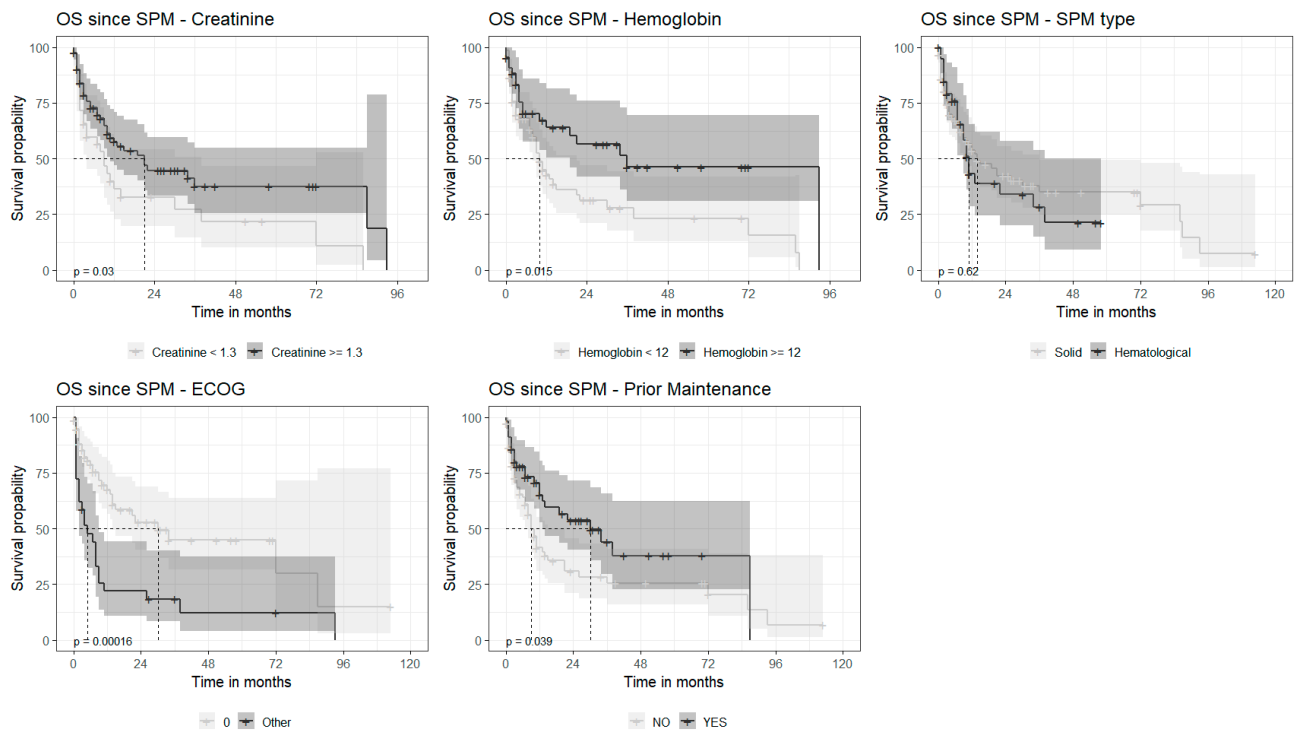 OS since SPM - Creatinine
Survival propability
100
75
50
25
0
p = 0.03
0 24 48 72 96
Time in months
Creatinine < 1.3 Creatinine >= 1.3
OS since SPM - Hemoglobin
Survival propability
100
75
50
25
0
p = 0.015
0 24 48 72 96
Time in months
Hemoglobin < 12 Hemoglobin >= 12
OS since SPM - SPM type
Survival propability
100
75
50
25
0
p = 0.62
0 24 48 72 96 120
Time in months
Solid Hematological
OS since SPM - ECOG
Survival propability
100
75
50
25
0
p = 0.00016
0 24 48 72 96 120
Time in months
0 Other
OS since SPM - Prior Maintenance
Survival propability
100
75
50
25
0
p = 0.039
0 24 48 72 96 120
Time in months
NO YES